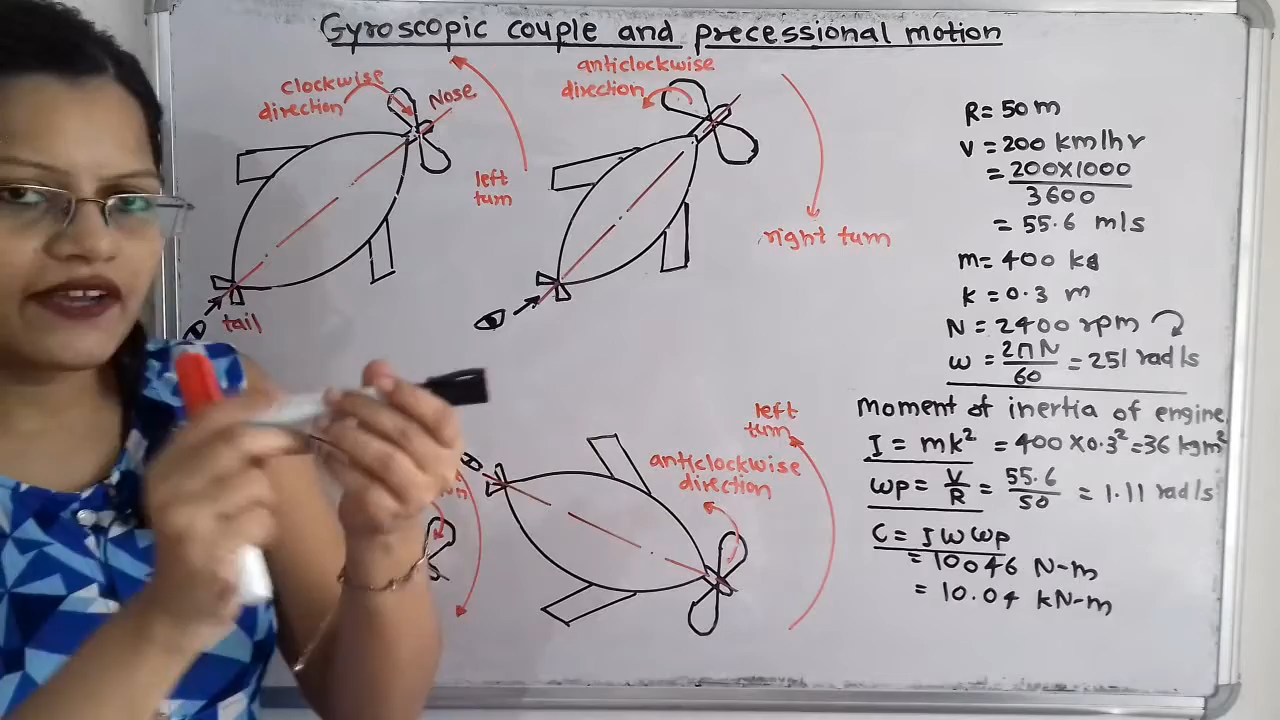 Gyroscopic couple and precessional motion
clockwise
direction
Nose
left
turn
tail
anticlockwise
direction
right turn
left
turn
anticlockwise
direction
R = 50 m
V = 200 km/hr
= 200x1000
3600
= 55.6 m/s
m = 400 kg
k = 0.3 m
N = 2400 rpm
ω = 2πN = 251 rad/s
60
Moment of inertia of engine,
I = mk² = 400 x 0.3² = 36 kgm²
ωp = V = 55.6 = 1.11 rad/s
R 50
C = I ω ωp
= 10046 N-m
= 10.04 kN-m